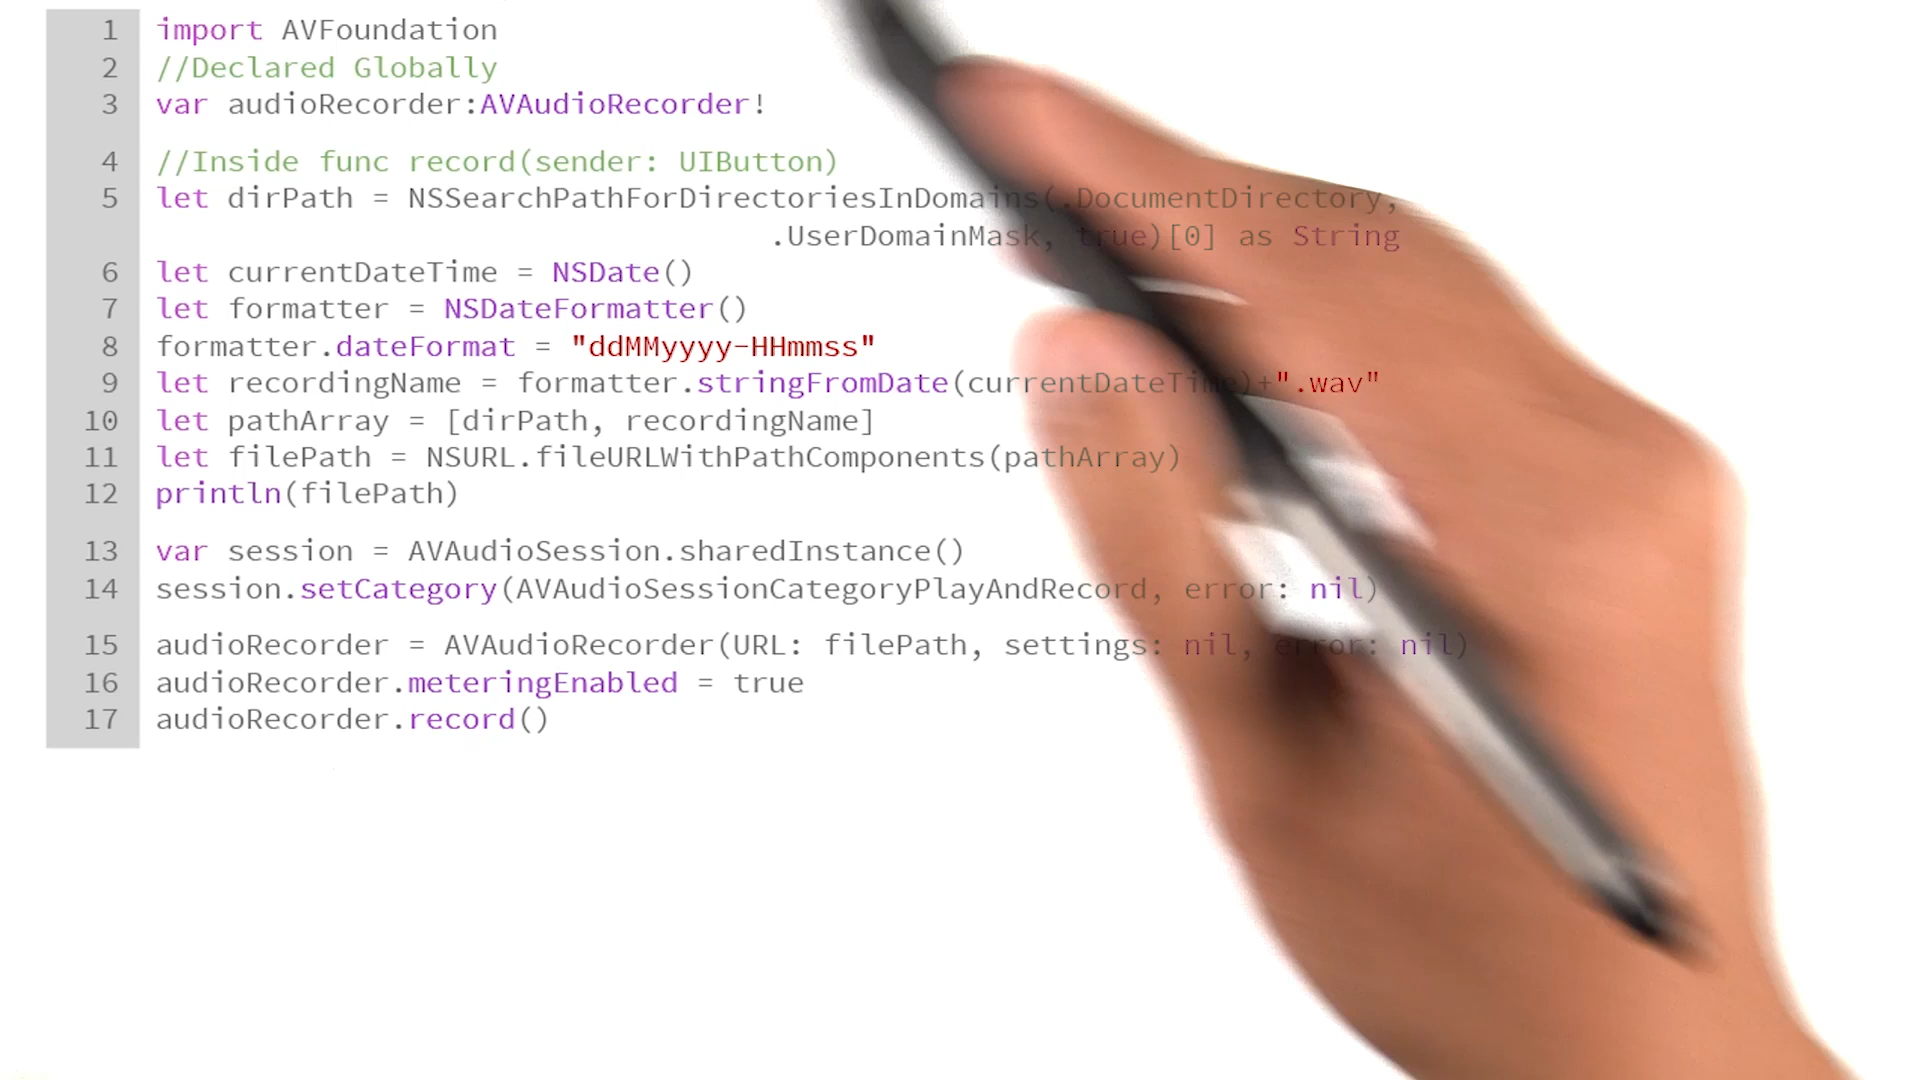 1 import AVFoundation
2 //Declared Globally
3 var audioRecorder:AVAudioRecorder!
4 //Inside func record(sender: UIButton)
5 let dirPath = NSSearchPathForDirectoriesInDomains(.DocumentDirectory,
.UserDomainMask, true)[0] as String
6 let currentDateTime = NSDate()
7 let formatter = NSDateFormatter()
8 formatter.dateFormat = "ddMMyyyy-HHmmss"
9 let recordingName = formatter.stringFromDate(currentDateTime)+".wav"
10 let pathArray = [dirPath, recordingName]
11 let filePath = NSURL.fileURLWithPathComponents(pathArray)
12 println(filePath)
13 var session = AVAudioSession.sharedInstance()
14 session.setCategory(AVAudioSessionCategoryPlayAndRecord, error: nil)
15 audioRecorder = AVAudioRecorder(URL: filePath, settings: nil, error: nil)
16 audioRecorder.meteringEnabled = true
17 audioRecorder.record()